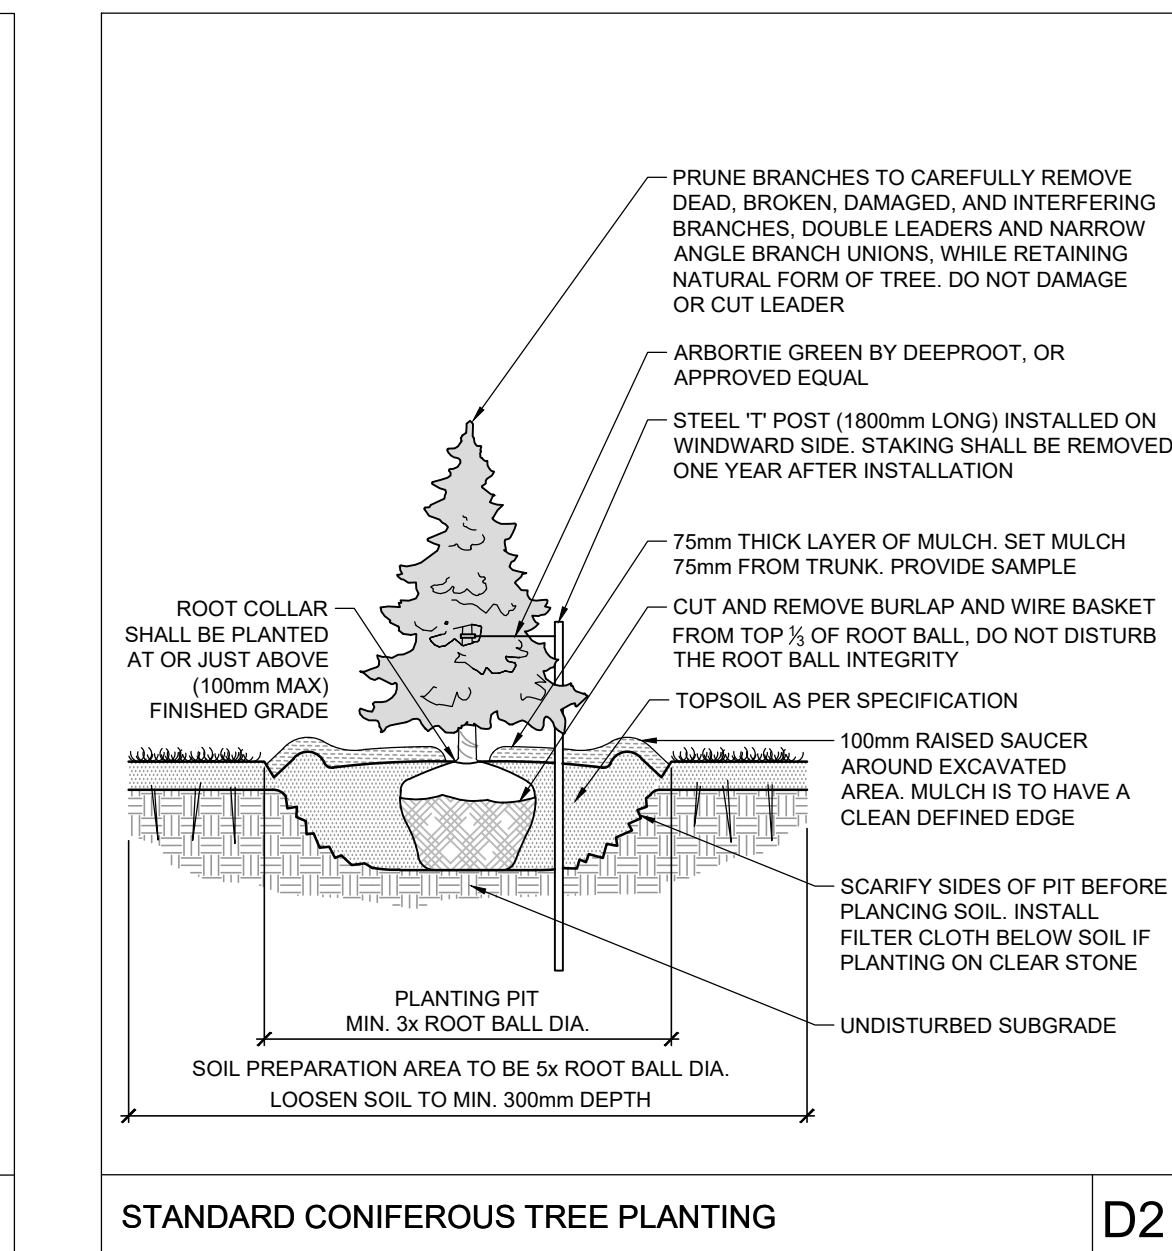 PRUNE BRANCHES TO CAREFULLY REMOVE
DEAD, BROKEN, DAMAGED, AND INTERFERING
BRANCHES, DOUBLE LEADERS AND NARROW
ANGLE BRANCH UNIONS, WHILE RETAINING
NATURAL FORM OF TREE. DO NOT DAMAGE
OR CUT LEADER
ARBORTIE GREEN BY DEEPROOT, OR
APPROVED EQUAL
STEEL 'T' POST (1800mm LONG) INSTALLED ON
WINDWARD SIDE. STAKING SHALL BE REMOVED
ONE YEAR AFTER INSTALLATION
75mm THICK LAYER OF MULCH. SET MULCH
75mm FROM TRUNK. PROVIDE SAMPLE
CUT AND REMOVE BURLAP AND WIRE BASKET
FROM TOP ⅓ OF ROOT BALL, DO NOT DISTURB
THE ROOT BALL INTEGRITY
ROOT COLLAR
SHALL BE PLANTED
AT OR JUST ABOVE
(100mm MAX)
FINISHED GRADE
TOPSOIL AS PER SPECIFICATION
100mm RAISED SAUCER
AROUND EXCAVATED
AREA. MULCH IS TO HAVE A
CLEAN DEFINED EDGE
SCARIFY SIDES OF PIT BEFORE
PLANCING SOIL. INSTALL
FILTER CLOTH BELOW SOIL IF
PLANTING ON CLEAR STONE
UNDISTURBED SUBGRADE
PLANTING PIT
MIN. 3x ROOT BALL DIA.
SOIL PREPARATION AREA TO BE 5x ROOT BALL DIA.
LOOSEN SOIL TO MIN. 300mm DEPTH
STANDARD CONIFEROUS TREE PLANTING
D2